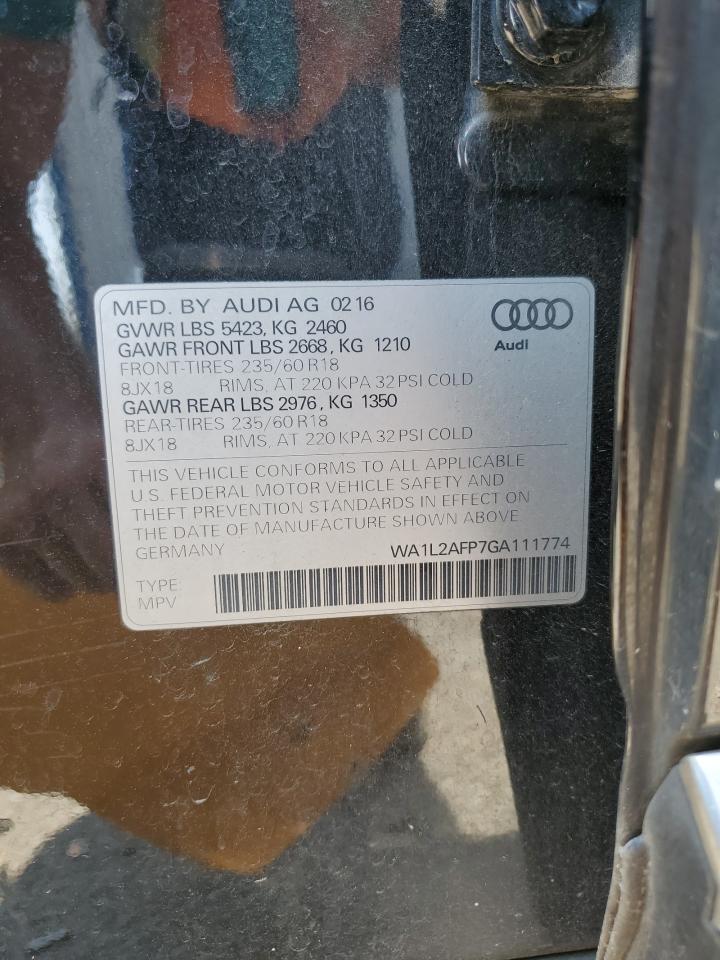 MFD. BY AUDI AG 02 16
GVWR LBS 5423, KG 2460
GAWR FRONT LBS 2668, KG 1210
FRONT-TIRES 235/60 R18
8JX18 RIMS, AT 220 KPA 32 PSI COLD
GAWR REAR LBS 2976, KG 1350
REAR-TIRES 235/60 R18
8JX18 RIMS, AT 220 KPA 32 PSI COLD
Audi
THIS VEHICLE CONFORMS TO ALL APPLICABLE
U.S. FEDERAL MOTOR VEHICLE SAFETY AND
THEFT PREVENTION STANDARDS IN EFFECT ON
THE DATE OF MANUFACTURE SHOWN ABOVE
GERMANY WA1L2AFP7GA111774
TYPE:
MPV